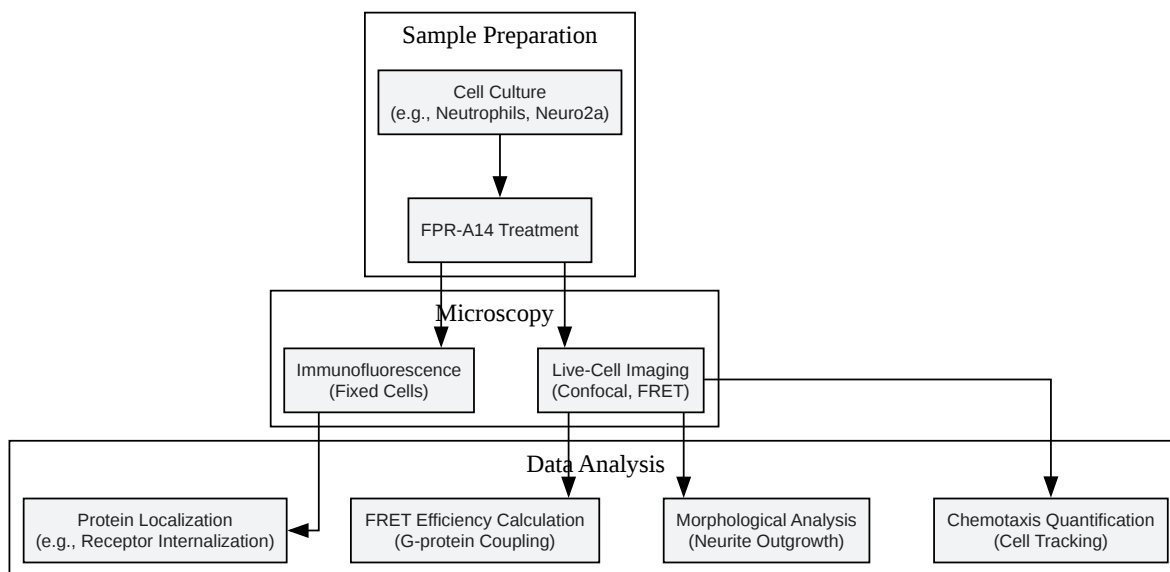 Sample Preparation
Cell Culture
(e.g., Neutrophils, Neuro2a)
FPR-A14 Treatment
Microscopy
Immunofluorescence
(Fixed Cells)
Live-Cell Imaging
(Confocal, FRET)
Data Analysis
Protein Localization
(e.g., Receptor Internalization)
FRET Efficiency Calculation
(G-protein Coupling)
Morphological Analysis
(Neurite Outgrowth)
Chemotaxis Quantification
(Cell Tracking)